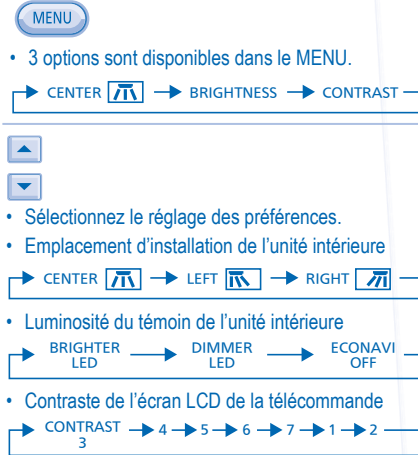 MENU
• 3 options sont disponibles dans le MENU.
CENTER BRIGHTNESS CONTRAST
• Sélectionnez le réglage des préférences.
• Emplacement d'installation de l'unité intérieure
CENTER LEFT RIGHT
• Luminosité du témoin de l'unité intérieure
BRIGHTER DIMMER ECONAVI
LED LED OFF
• Contraste de l'écran LCD de la télécommande
CONTRAST 4 5 6 7 1 2
3